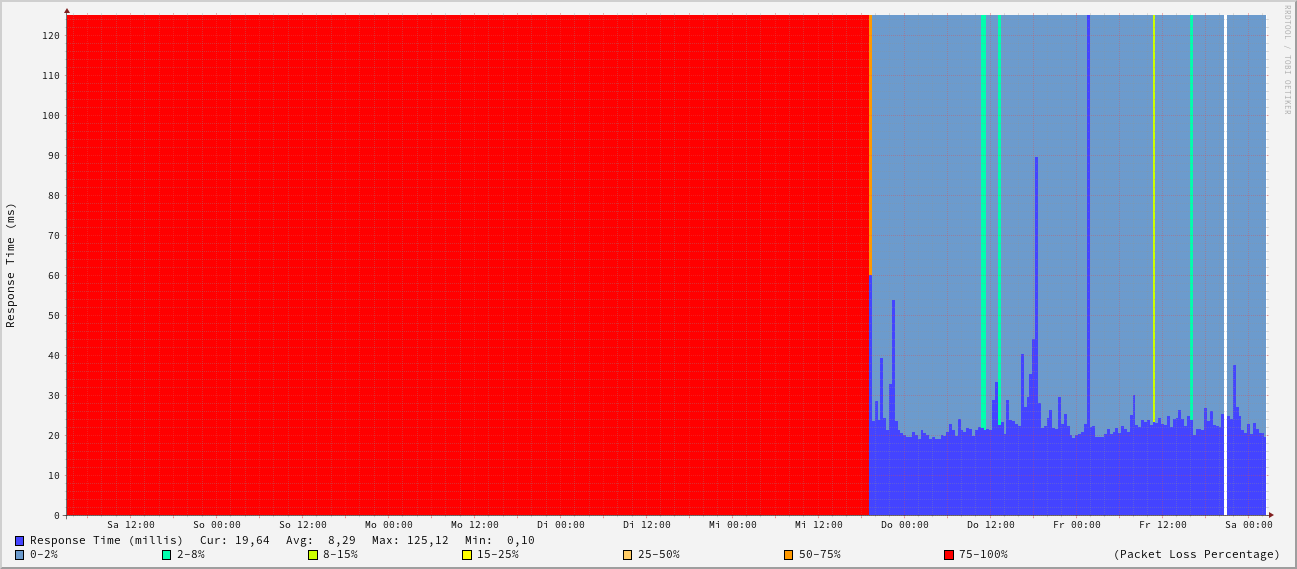 RRDTOOL / TOBI OETIKER
Response Time (ms)
120
110
100
90
80
70
60
50
40
30
20
10
0
Sa 12:00 So 00:00 So 12:00 Mo 00:00 Mo 12:00 Di 00:00 Di 12:00 Mi 00:00 Mi 12:00 Do 00:00 Do 12:00 Fr 00:00 Fr 12:00 Sa 00:00
Response Time (millis) Cur: 19,64 Avg: 8,29 Max: 125,12 Min: 0,10
0-2% 2-8% 8-15% 15-25% 25-50% 50-75% 75-100% (Packet Loss Percentage)